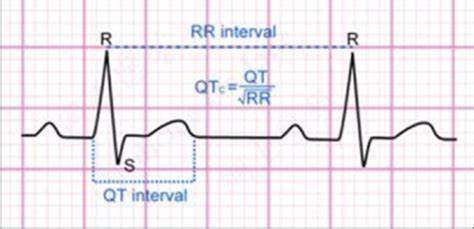 RR interval
R
R
QTc=QT/√RR
S
QT interval